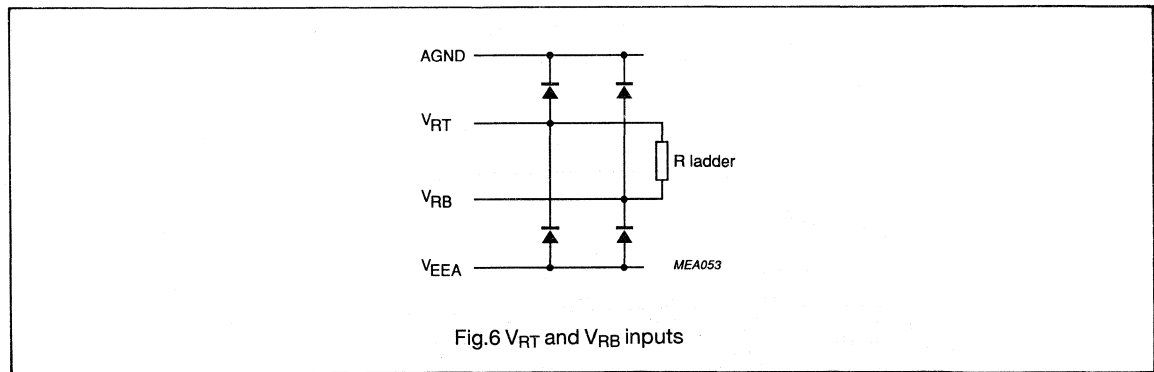 AGND
VRT
R ladder
VRB
VEEA
MEA053
Fig.6 VRT and VRB inputs